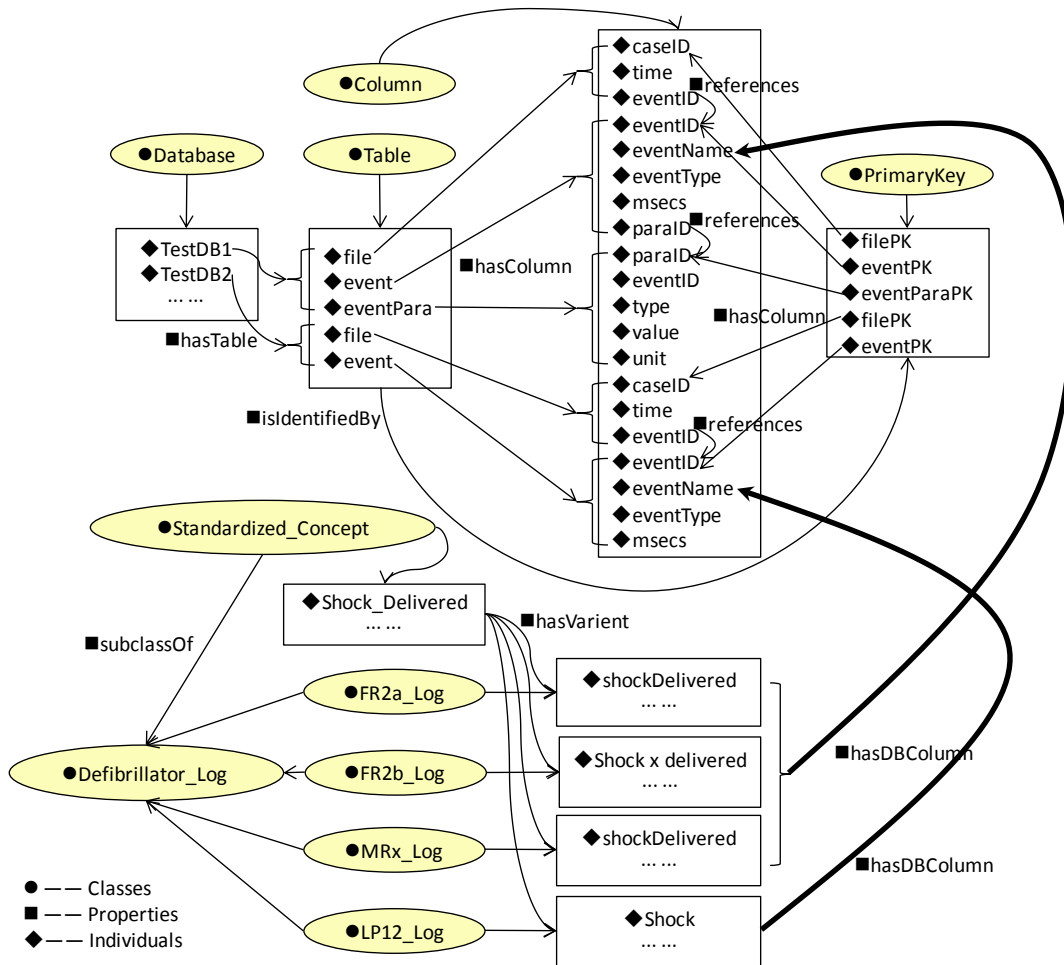 ●Column
●Database
●Table
●PrimaryKey
◆TestDB1
◆TestDB2
... ...
■hasTable
◆file
◆event
◆eventPara
◆file
◆event
■hasColumn
■isIdentifiedBy
◆caseID
◆time
■references
◆eventID
◆eventID
◆eventName
◆eventType
◆msecs
■references
◆paraID
◆paraID
◆eventID
◆type
◆value
◆unit
◆caseID
◆time
■references
◆eventID
◆eventID
◆eventName
◆eventType
◆msecs
■hasColumn
◆filePK
◆eventPK
◆eventParaPK
◆filePK
◆eventPK
●Standardized_Concept
◆Shock_Delivered
... ...
■hasVarient
■subclassOf
●FR2a_Log
◆shockDelivered
... ...
●Defibrillator_Log
●FR2b_Log
◆Shock x delivered
... ...
■hasDBColumn
●MRx_Log
◆shockDelivered
... ...
■hasDBColumn
●LP12_Log
◆Shock
... ...
● — — Classes
■ — — Properties
◆ — — Individuals